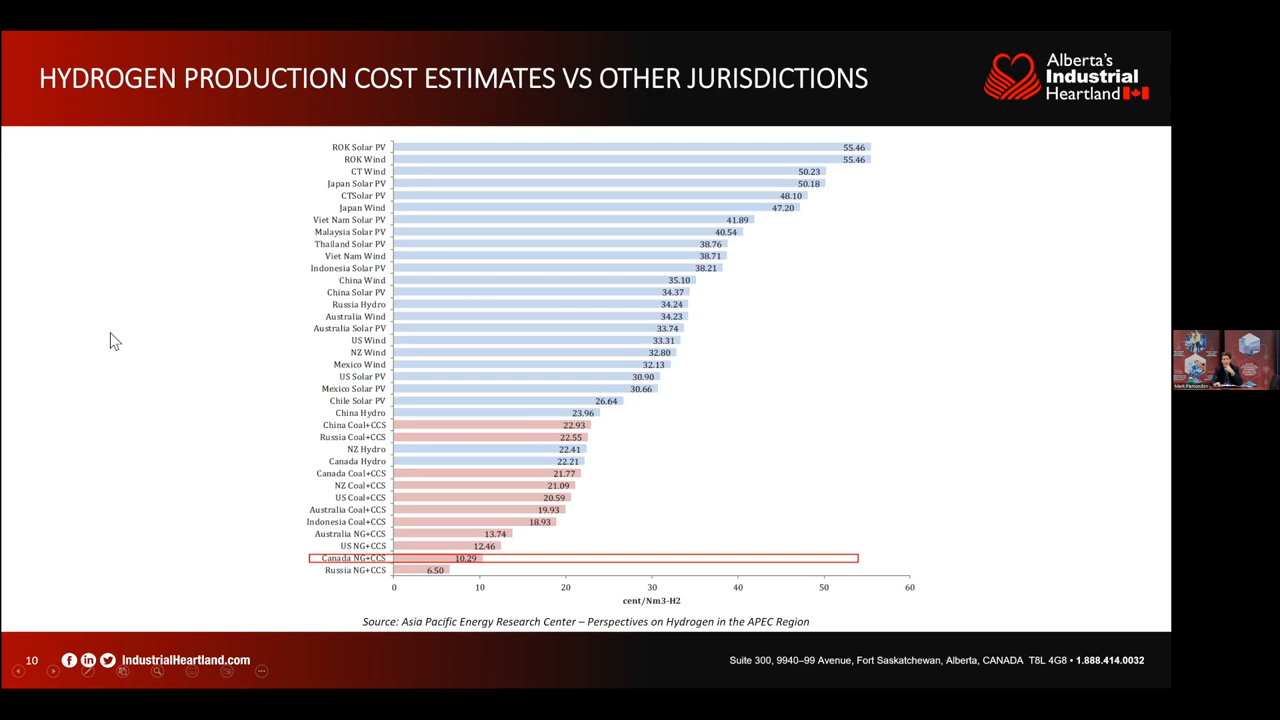 HYDROGEN PRODUCTION COST ESTIMATES VS OTHER JURISDICTIONS
Alberta's
Industrial
Heartland
ROK Solar PV 55.46
ROK Wind 55.46
CT Wind 50.23
Japan Solar PV 50.18
CTSolar PV 48.10
Japan Wind 47.20
Viet Nam Solar PV 41.89
Malaysia Solar PV 40.54
Thailand Solar PV 38.76
Viet Nam Wind 38.71
Indonesia Solar PV 38.21
China Wind 35.10
China Solar PV 34.37
Russia Hydro 34.24
Australia Wind 34.23
Australia Solar PV 33.74
US Wind 33.31
NZ Wind 32.80
Mexico Wind 32.13
US Solar PV 30.90
Mexico Solar PV 30.66
Chile Solar PV 26.64
China Hydro 23.96
China Coal+CCS 22.93
Russia Coal+CCS 22.55
NZ Hydro 22.41
Canada Hydro 22.21
Canada Coal+CCS 21.77
NZ Coal+CCS 21.09
US Coal+CCS 20.59
Australia Coal+CCS 19.93
Indonesia Coal+CCS 18.93
Australia NG+CCS 13.74
US NG+CCS 12.46
Canada NG+CCS 10.29
Russia NG+CCS 6.50
0 10 20 30 40 50 60
cent/Nm3-H2
Source: Asia Pacific Energy Research Center – Perspectives on Hydrogen in the APEC Region
10
IndustrialHeartland.com
Suite 300, 9940–99 Avenue, Fort Saskatchewan, Alberta, CANADA T8L 4G8 • 1.888.414.0032
Mark Plamondon